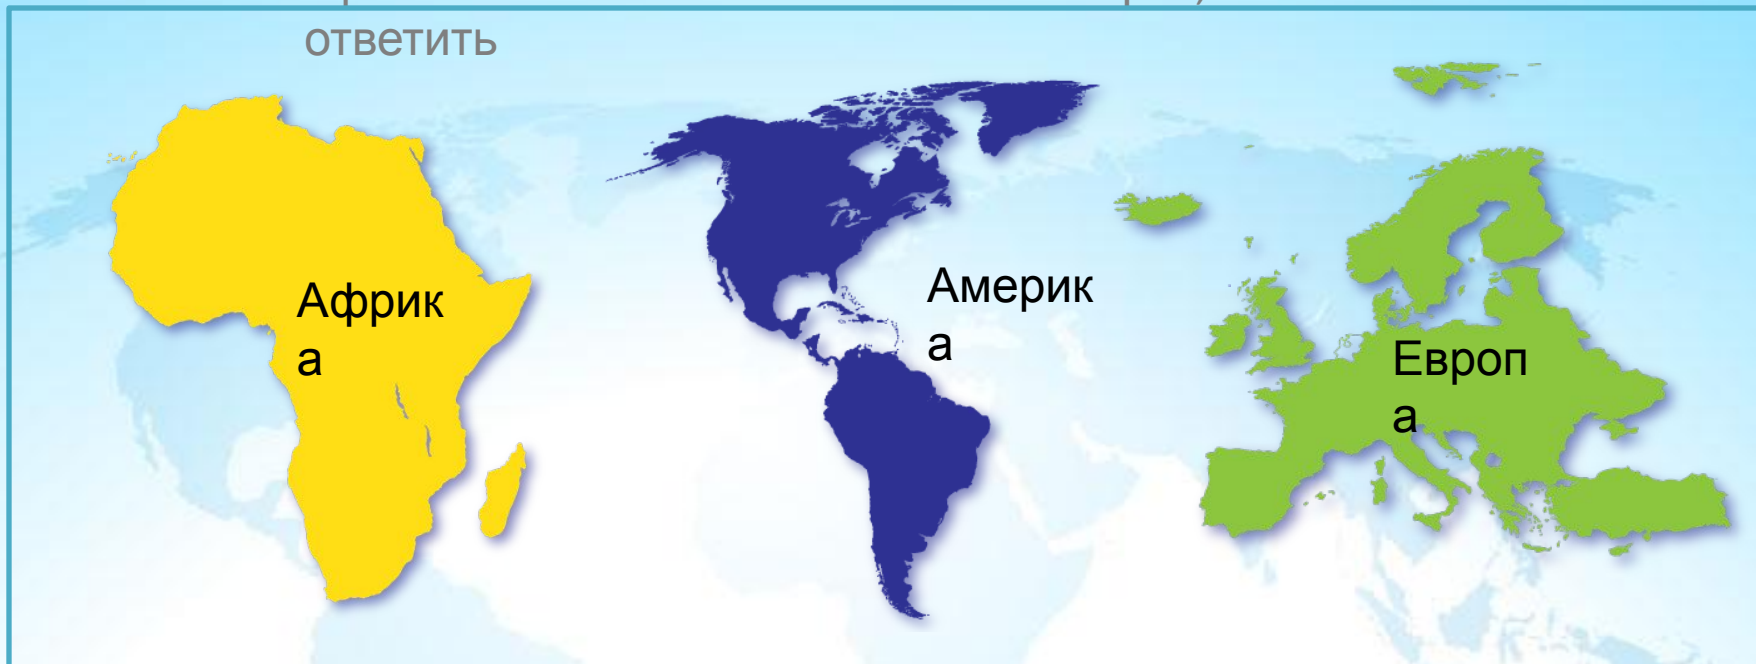 ответить
Африк
а
Америк
а
Европ
а